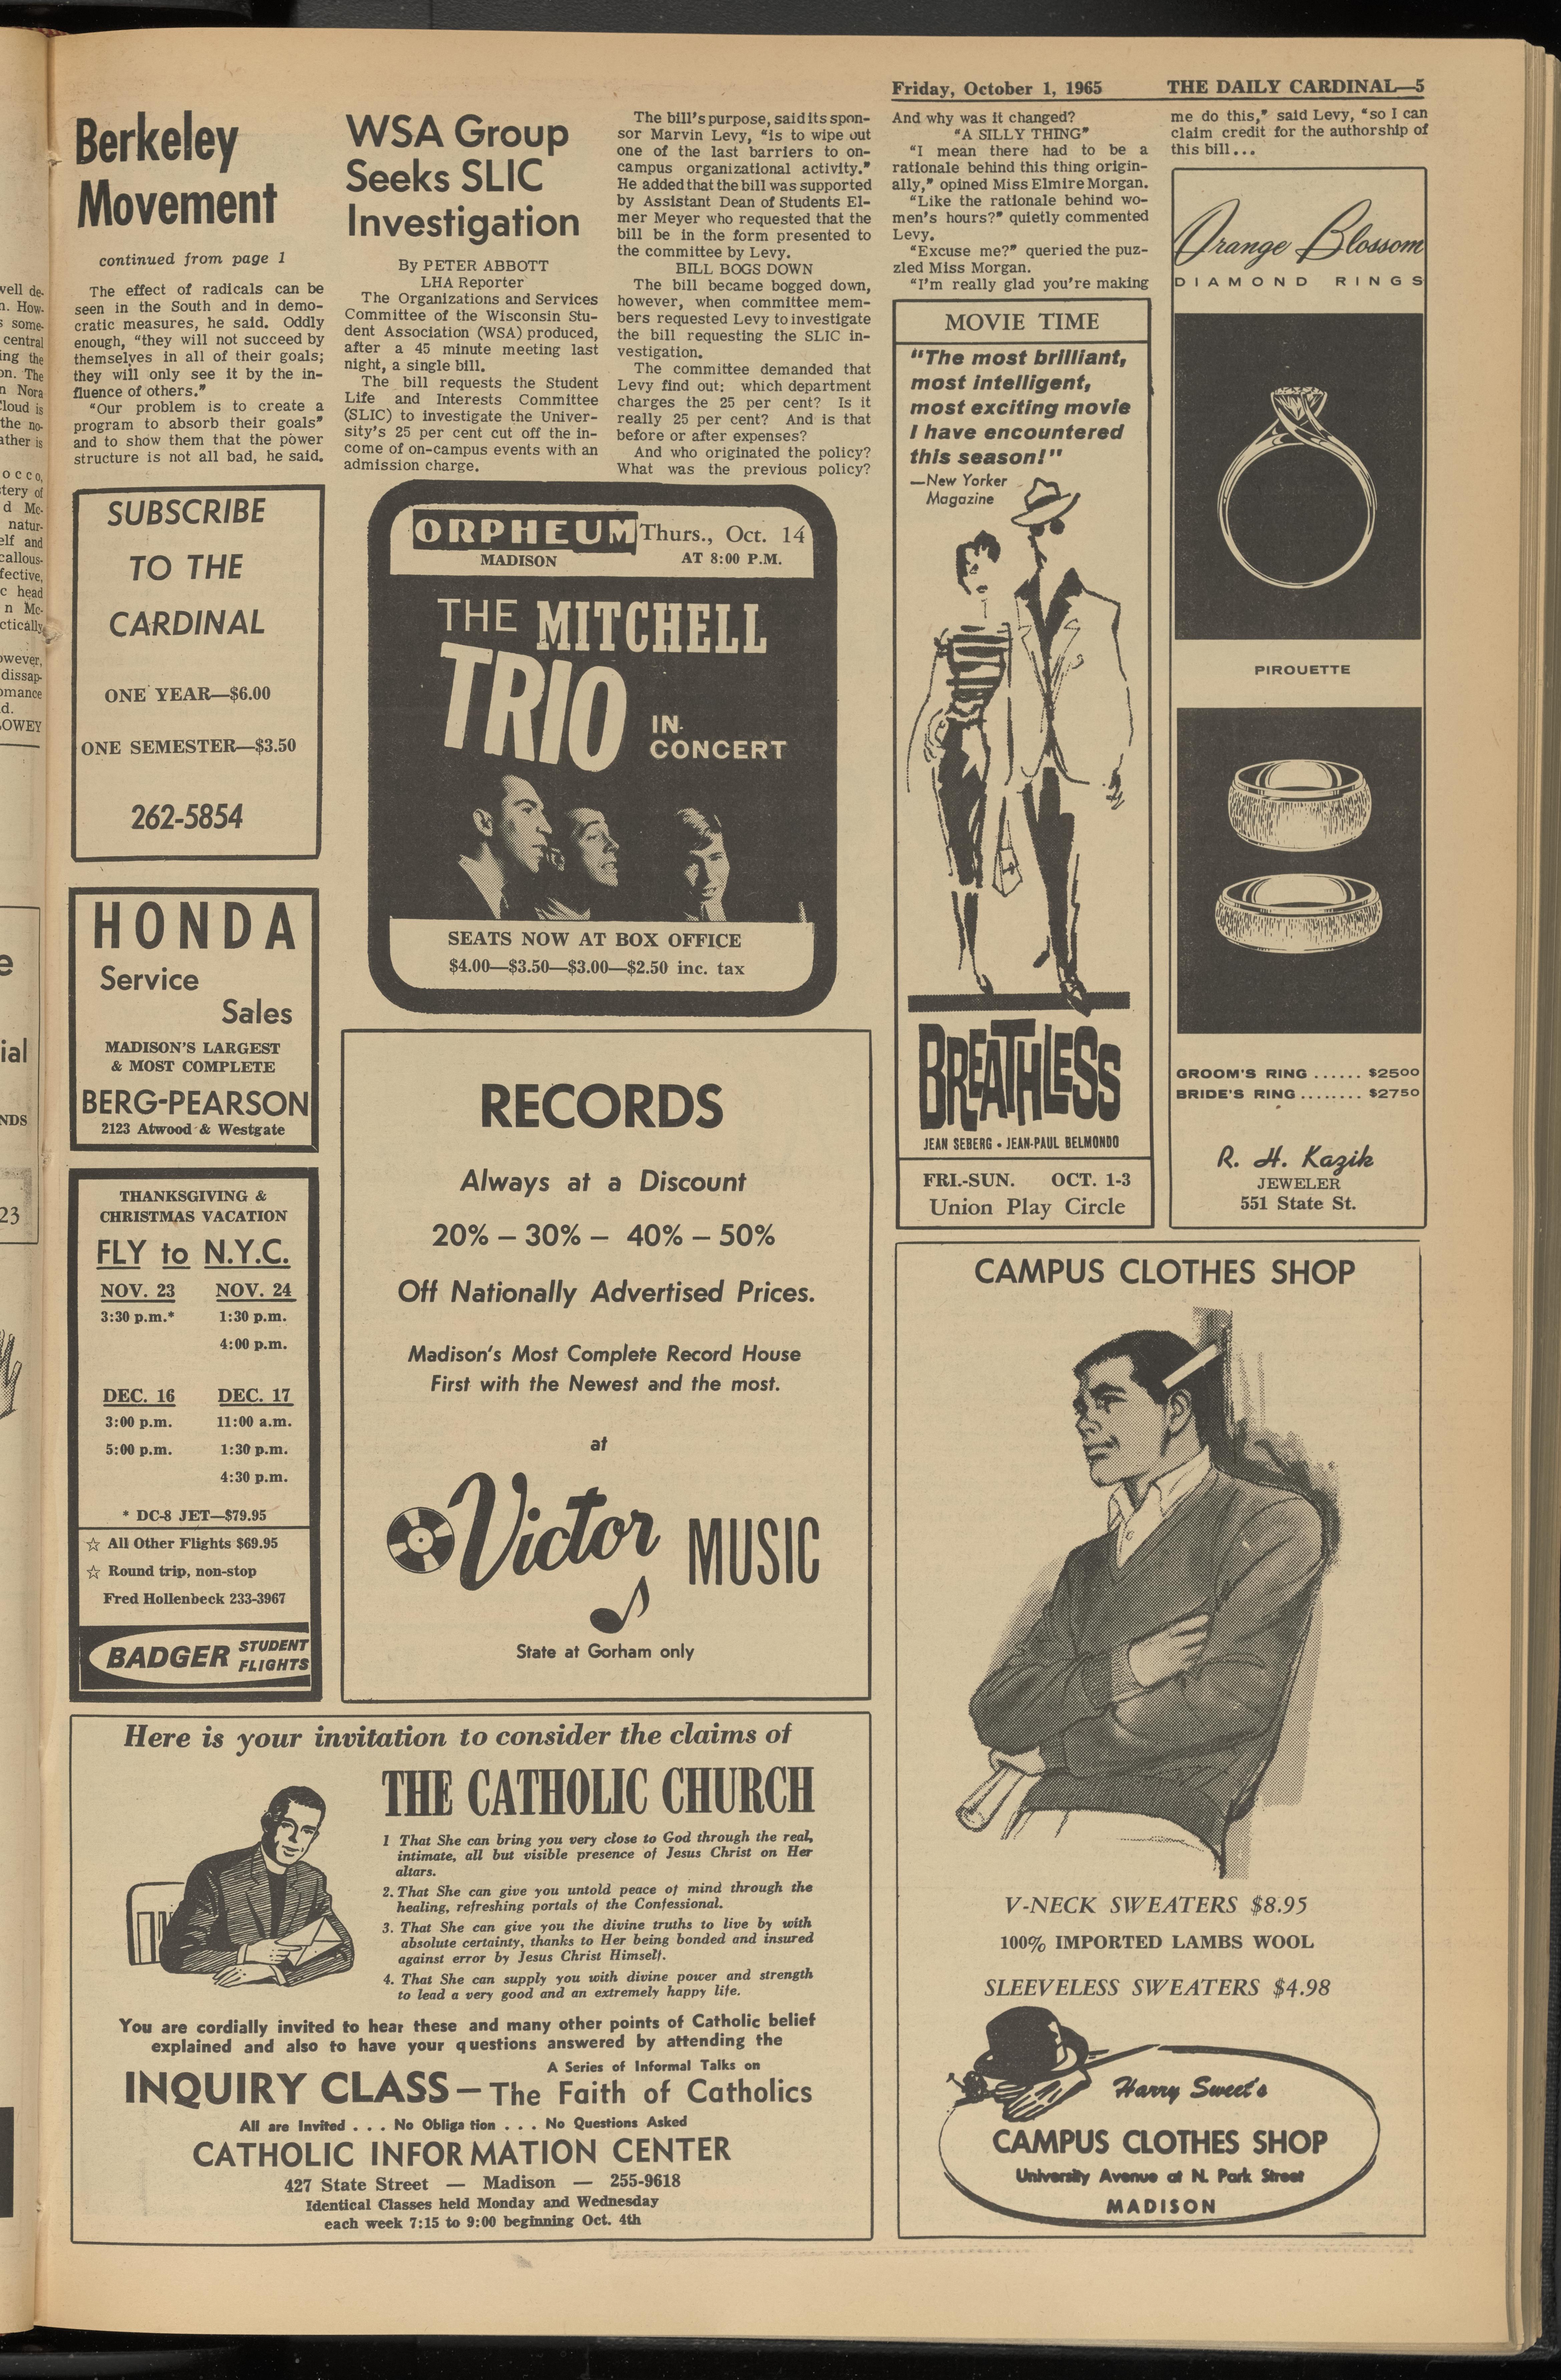 Friday, October 1, 1965
THE DAILY CARDINAL—5
Berkeley
Movement
continued from page 1
The effect of radicals can be
seen in the South and in demo-
cratic measures, he said. Oddly
enough, "they will not succeed by
themselves in all of their goals;
they will only see it by the in-
fluence of others."
"Our problem is to create a
program to absorb their goals"
and to show them that the power
structure is not all bad, he said.
WSA Group
Seeks SLIC
Investigation
By PETER ABBOTT
LHA Reporter
The Organizations and Services
Committee of the Wisconsin Stu-
dent Association (WSA) produced,
after a 45 minute meeting last
night, a single bill.
The bill requests the Student
Life and Interests Committee
(SLIC) to investigate the Univer-
sity's 25 per cent cut off the in-
come of on-campus events with an
admission charge.
The bill's purpose, said its spon-
sor Marvin Levy, "is to wipe out
one of the last barriers to on-
campus organizational activity."
He added that the bill was supported
by Assistant Dean of Students El-
mer Meyer who requested that the
bill be in the form presented to
the committee by Levy.
BILL BOGS DOWN
The bill became bogged down,
however, when committee mem-
bers requested Levy to investigate
the bill requesting the SLIC in-
vestigation.
The committee demanded that
Levy find out: which department
charges the 25 per cent? Is it
really 25 per cent? And is that
before or after expenses?
And who originated the policy?
What was the previous policy?
And why was it changed?
"A SILLY THING"
"I mean there had to be a
rationale behind this thing origin-
ally," opined Miss Elmire Morgan.
"Like the rationale behind wo-
men's hours?" quietly commented
Levy.
"Excuse me?" queried the puz-
zled Miss Morgan.
"I'm really glad you're making
me do this," said Levy, "so I can
claim credit for the authorship of
this bill...
SUBSCRIBE
TO THE
CARDINAL
ONE YEAR—$6.00
ONE SEMESTER—$3.50
262-5854
HONDA
Service
Sales
MADISON'S LARGEST
& MOST COMPLETE
BERG-PEARSON
2123 Atwood & Westgate
THANKSGIVING &
CHRISTMAS VACATION
FLY to N.Y.C.
NOV. 23 NOV. 24
3:30 p.m.* 1:30 p.m.
4:00 p.m.
DEC. 16 DEC. 17
3:00 p.m. 11:00 a.m.
5:00 p.m. 1:30 p.m.
4:30 p.m.
* DC-8 JET—$79.95
☆ All Other Flights $69.95
☆ Round trip, non-stop
Fred Hollenbeck 233-3967
BADGER STUDENT
FLIGHTS
ORPHEUM Thurs., Oct. 14
MADISON AT 8:00 P.M.
THE MITCHELL
TRIO
IN
CONCERT
SEATS NOW AT BOX OFFICE
$4.00—$3.50—$3.00—$2.50 inc. tax
RECORDS
Always at a Discount
20% – 30% – 40% – 50%
Off Nationally Advertised Prices.
Madison's Most Complete Record House
First with the Newest and the most.
at
Victor MUSIC
State at Gorham only
MOVIE TIME
"The most brilliant,
most intelligent,
most exciting movie
I have encountered
this season!"
—New Yorker
Magazine
BREATHLESS
JEAN SEBERG • JEAN-PAUL BELMONDO
FRI.-SUN. OCT. 1-3
Union Play Circle
Orange Blossom
DIAMOND RINGS
PIROUETTE
GROOM'S RING ...... $2500
BRIDE'S RING ........ $2750
R. H. Kazik
JEWELER
551 State St.
Here is your invitation to consider the claims of
THE CATHOLIC CHURCH
1 That She can bring you very close to God through the real,
intimate, all but visible presence of Jesus Christ on Her
altars.
2. That She can give you untold peace of mind through the
healing, refreshing portals of the Confessional.
3. That She can give you the divine truths to live by with
absolute certainty, thanks to Her being bonded and insured
against error by Jesus Christ Himself.
4. That She can supply you with divine power and strength
to lead a very good and an extremely happy life.
You are cordially invited to hear these and many other points of Catholic belief
explained and also to have your questions answered by attending the
A Series of Informal Talks on
INQUIRY CLASS – The Faith of Catholics
All are Invited . . . No Obliga tion . . . No Questions Asked
CATHOLIC INFORMATION CENTER
427 State Street — Madison — 255-9618
Identical Classes held Monday and Wednesday
each week 7:15 to 9:00 beginning Oct. 4th
CAMPUS CLOTHES SHOP
V-NECK SWEATERS $8.95
100% IMPORTED LAMBS WOOL
SLEEVELESS SWEATERS $4.98
Harry Sweet's
CAMPUS CLOTHES SHOP
University Avenue at N. Park Street
MADISON